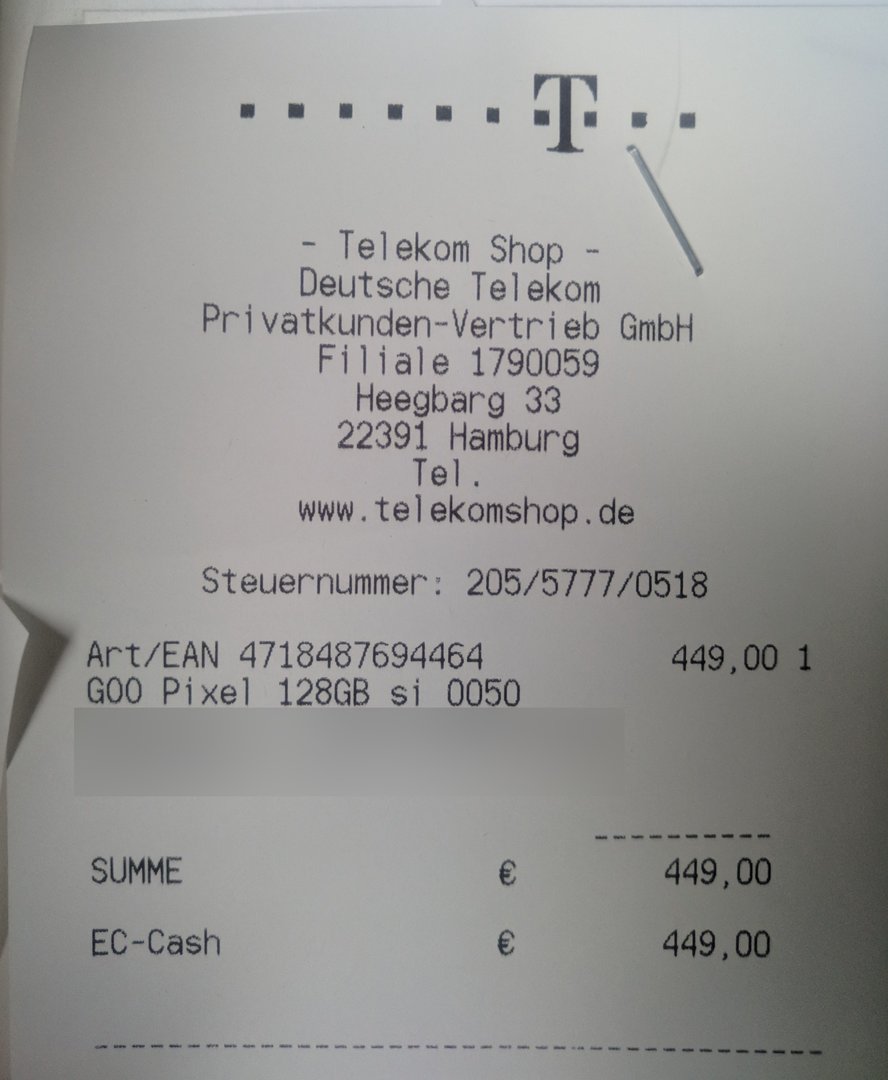 T
- Telekom Shop -
Deutsche Telekom
Privatkunden-Vertrieb GmbH
Filiale 1790059
Heegbarg 33
22391 Hamburg
Tel.
www.telekomshop.de
Steuernummer: 205/5777/0518
Art/EAN 4718487694464 449,00 1
GOO Pixel 128GB si 0050
SUMME € 449,00
EC-Cash € 449,00